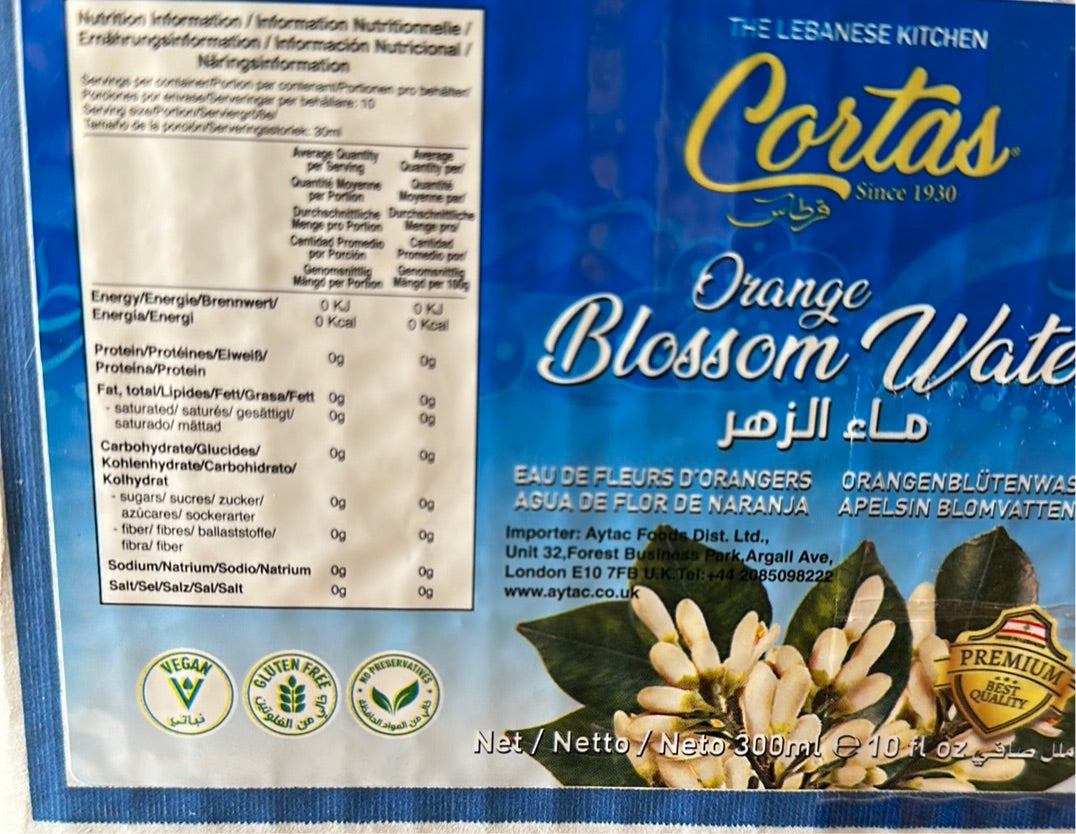 Nutrition Information / Information Nutritionnelle /
Ernährungsinformation / Información Nutricional /
Näringsinformation
Servings per container/Portion par contenant/Portionen pro behälter/
Porciones por envase/Serveringar per behållare: 10
Serving size/Portion/Serviergröße/
Tamaño de la porción/Serveringsstorlek: 30ml
Average Quantity
per Serving
Quantité Moyenne
par Portion
Durchschnittliche
Menge pro Portion
Cantidad Promedio
por Porción
Genomsnittlig
Mängd per Portion
Average
Quantity per/
Quantité
Moyenne par/
Durchschnittliche
Menge pro/
Cantidad
Promedio por/
Genomsnittlig
Mängd per 100g
Energy/Energie/Brennwert/
Energía/Energi
0 KJ 0 KJ
0 Kcal 0 Kcal
Protein/Protéines/Eiweiß/
Proteína/Protein
0g 0g
Fat, total/Lipides/Fett/Grasa/Fett 0g 0g
- saturated/ saturés/ gesättigt/ 0g 0g
saturado/ mättad
Carbohydrate/Glucides/ 0g 0g
Kohlenhydrate/Carbohidrato/
Kolhydrat
- sugars/ sucres/ zucker/ 0g 0g
azúcares/ sockerarter
- fiber/ fibres/ ballaststoffe/ 0g 0g
fibra/ fiber
Sodium/Natrium/Sodio/Natrium 0g 0g
Salt/Sel/Salz/Sal/Salt 0g 0g
VEGAN
نباتي
GLUTEN FREE
خالي من الغلوتين
NO PRESERVATIVES
خالي من المواد الحافظة
THE LEBANESE KITCHEN
Cortas
Since 1930
قرطاس
Orange
Blossom Wate
ماء الزهر
EAU DE FLEURS D'ORANGERS ORANGENBLÜTENWAS
AGUA DE FLOR DE NARANJA APELSIN BLOMVATTEN
Importer: Aytac Foods Dist. Ltd.,
Unit 32,Forest Business Park,Argall Ave,
London E10 7FB U.K.Tel:+44 2085098222
www.aytac.co.uk
PREMIUM
BEST
QUALITY
Net / Netto / Neto 300ml e 10 fl oz ملل صافي